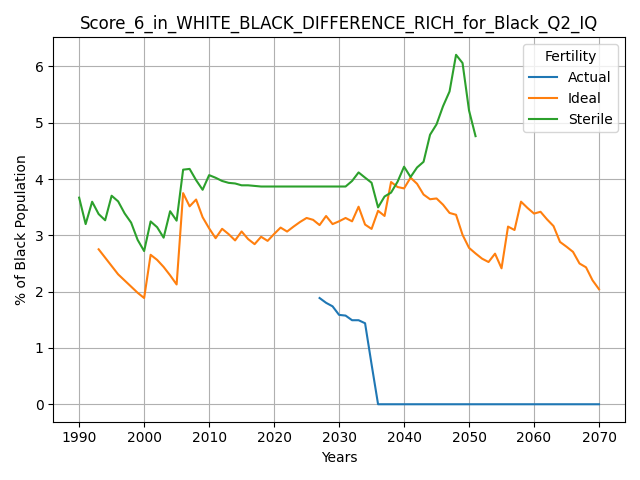 Score_6_in_WHITE_BLACK_DIFFERENCE_RICH_for_Black_Q2_IQ
Fertility
Actual
Ideal
Sterile
% of Black Population
6
5
4
3
2
1
0
1990 2000 2010 2020 2030 2040 2050 2060 2070
Years